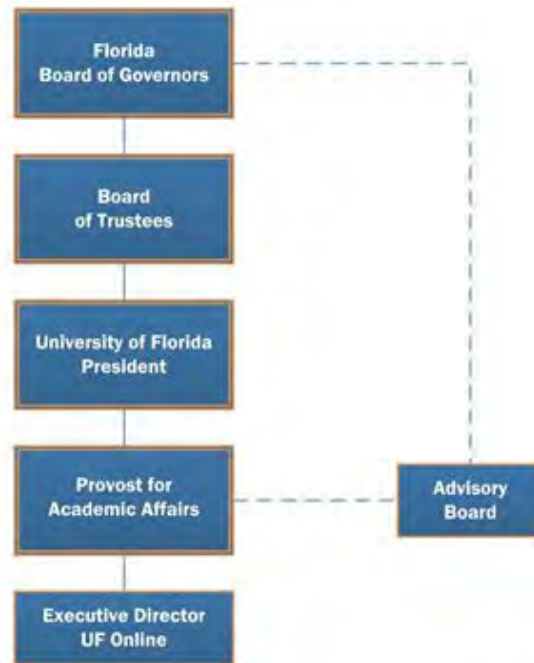 Florida
Board of Governors
Board
of Trustees
University of Florida
President
Provost for
Academic Affairs
Advisory
Board
Executive Director
UF Online